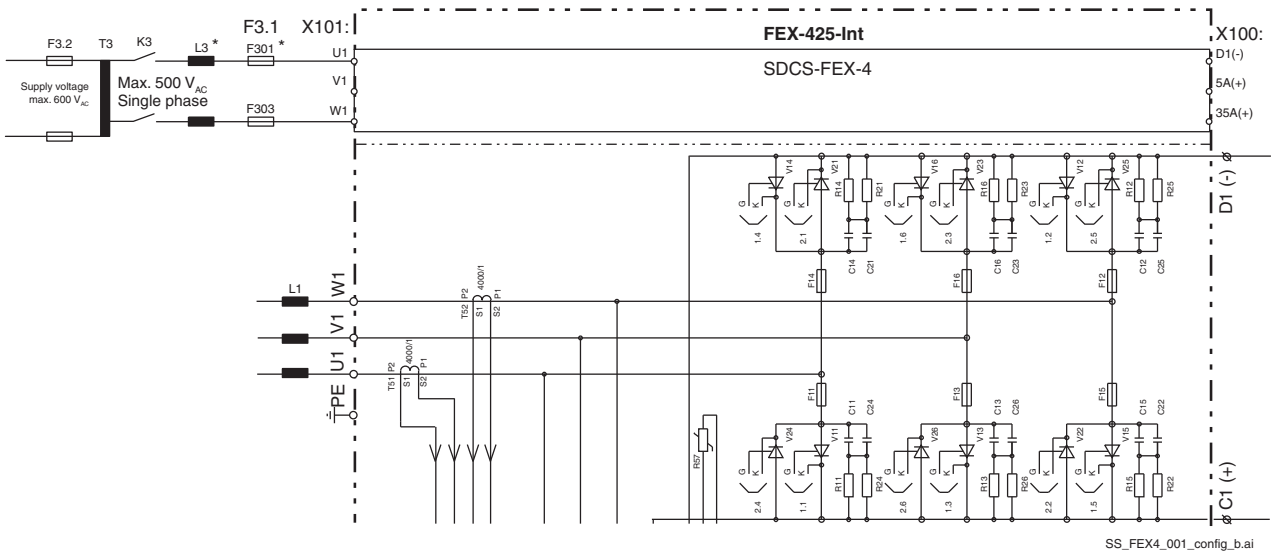 F3.2
T3
K3
L3 *
F3.1
F301 *
X101:
FEX-425-Int
X100:
U1
SDCS-FEX-4
D1(-)
Supply voltage
max. 600 VAC
Max. 500 VAC
Single phase
V1
5A(+)
F303
W1
35A(+)
V14
V21
R14
R21
G
K
G
K
1.4
2.1
C14
C21
V16
V23
R16
R23
G
K
G
K
1.6
2.3
C16
C23
V12
V25
R12
R25
G
K
G
K
1.2
2.5
C12
C25
D1 (-)
F14
F16
F12
L1
W1
T52
P2
S1
4000/1
S2
P1
V1
U1
T51
P2
S1
4000/1
S2
P1
PE
F11
F13
F15
C11
C24
C13
C26
C15
C22
R57
V24
V11
G
K
G
K
2.4
1.1
R11
R24
V26
V13
G
K
G
K
2.6
1.3
R13
R26
V22
V15
G
K
G
K
2.2
1.5
R15
R22
C1 (+)
SS_FEX4_001_config_b.ai